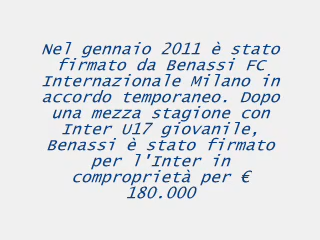 Nel gennaio 2011 è stato
firmato da Benassi FC
Internazionale Milano in
accordo temporaneo. Dopo
una mezza stagione con
Inter U17 giovanile,
Benassi è stato firmato
per l'Inter in
comproprietà per €
180.000